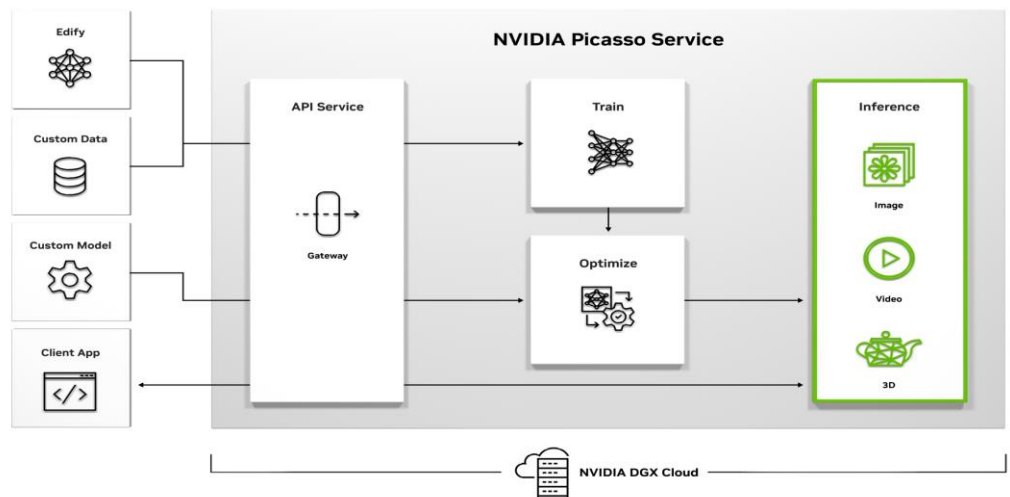 NVIDIA Picasso Service
Edify
Custom Data
Custom Model
Client App
</>
API Service
Gateway
Train
Optimize
Inference
Image
Video
3D
NVIDIA DGX Cloud